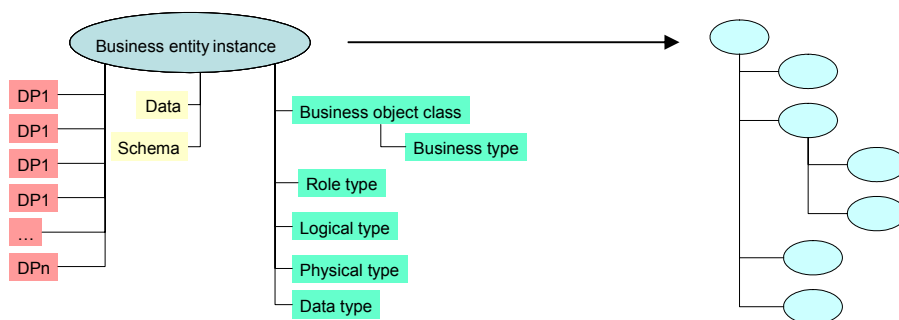 Business entity instance
DP1
DP1
DP1
DP1
...
DPn
Data
Schema
Business object class
Business type
Role type
Logical type
Physical type
Data type